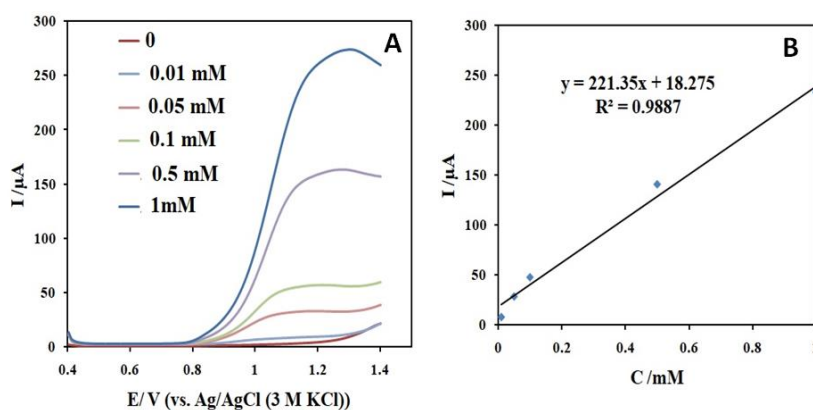 A
300
250
200
150
100
50
0
I /µA
0
0.01 mM
0.05 mM
0.1 mM
0.5 mM
1mM
0.4
0.6
0.8
1
1.2
1.4
E/ V (vs. Ag/AgCl (3 M KCl))
B
300
250
200
150
100
50
0
I /µA
y = 221.35x + 18.275
R² = 0.9887
0
0.2
0.4
0.6
0.8
C /mM